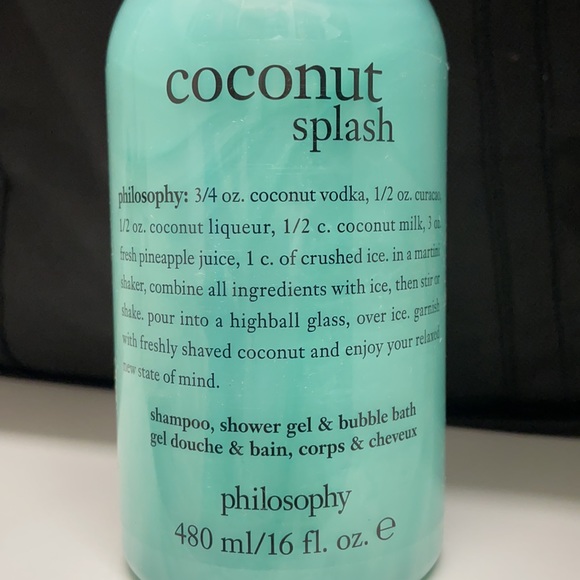 coconut
splash
philosophy: 3/4 oz. coconut vodka, 1/2 oz. curacao,
1/2 oz. coconut liqueur, 1/2 c. coconut milk, 3 oz.
fresh pineapple juice, 1 c. of crushed ice. in a martini
shaker, combine all ingredients with ice, then stir or
shake. pour into a highball glass, over ice. garnish
with freshly shaved coconut and enjoy your relaxed
new state of mind.
shampoo, shower gel & bubble bath
gel douche & bain, corps & cheveux
philosophy
480 ml/16 fl. oz. e